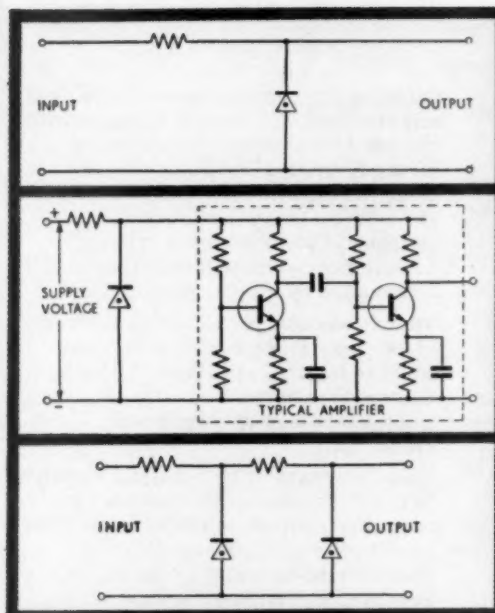 INPUT
OUTPUT
+
SUPPLY
VOLTAGE
-
TYPICAL AMPLIFIER
INPUT
OUTPUT